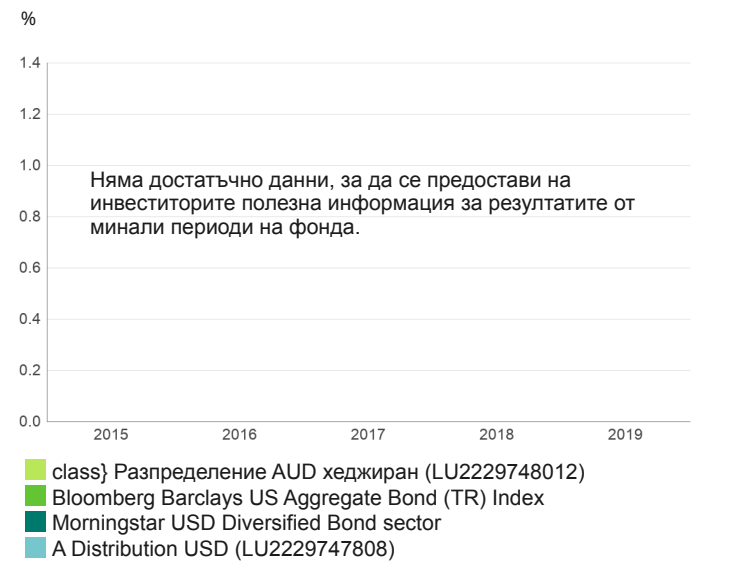 %
1.4
1.2
1.0
Няма достатъчно данни, за да се предостави на
инвеститорите полезна информация за резултатите от
0.8
минали периоди на фонда.
0.6
0.4
0.2
0.0
2015 2016 2017 2018 2019
class} Разпределение AUD хеджиран (LU2229748012)
Bloomberg Barclays US Aggregate Bond (TR) Index
Morningstar USD Diversified Bond sector
A Distribution USD (LU2229747808)